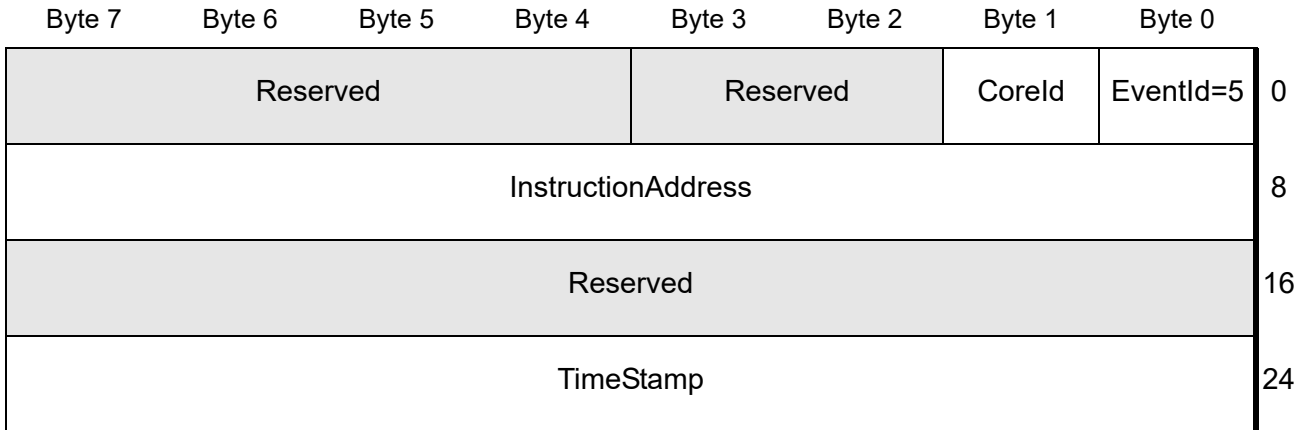 Byte 7 Byte 6 Byte 5 Byte 4 Byte 3 Byte 2 Byte 1 Byte 0
Reserved Reserved CoreId EventId=5 0
InstructionAddress 8
Reserved 16
TimeStamp 24